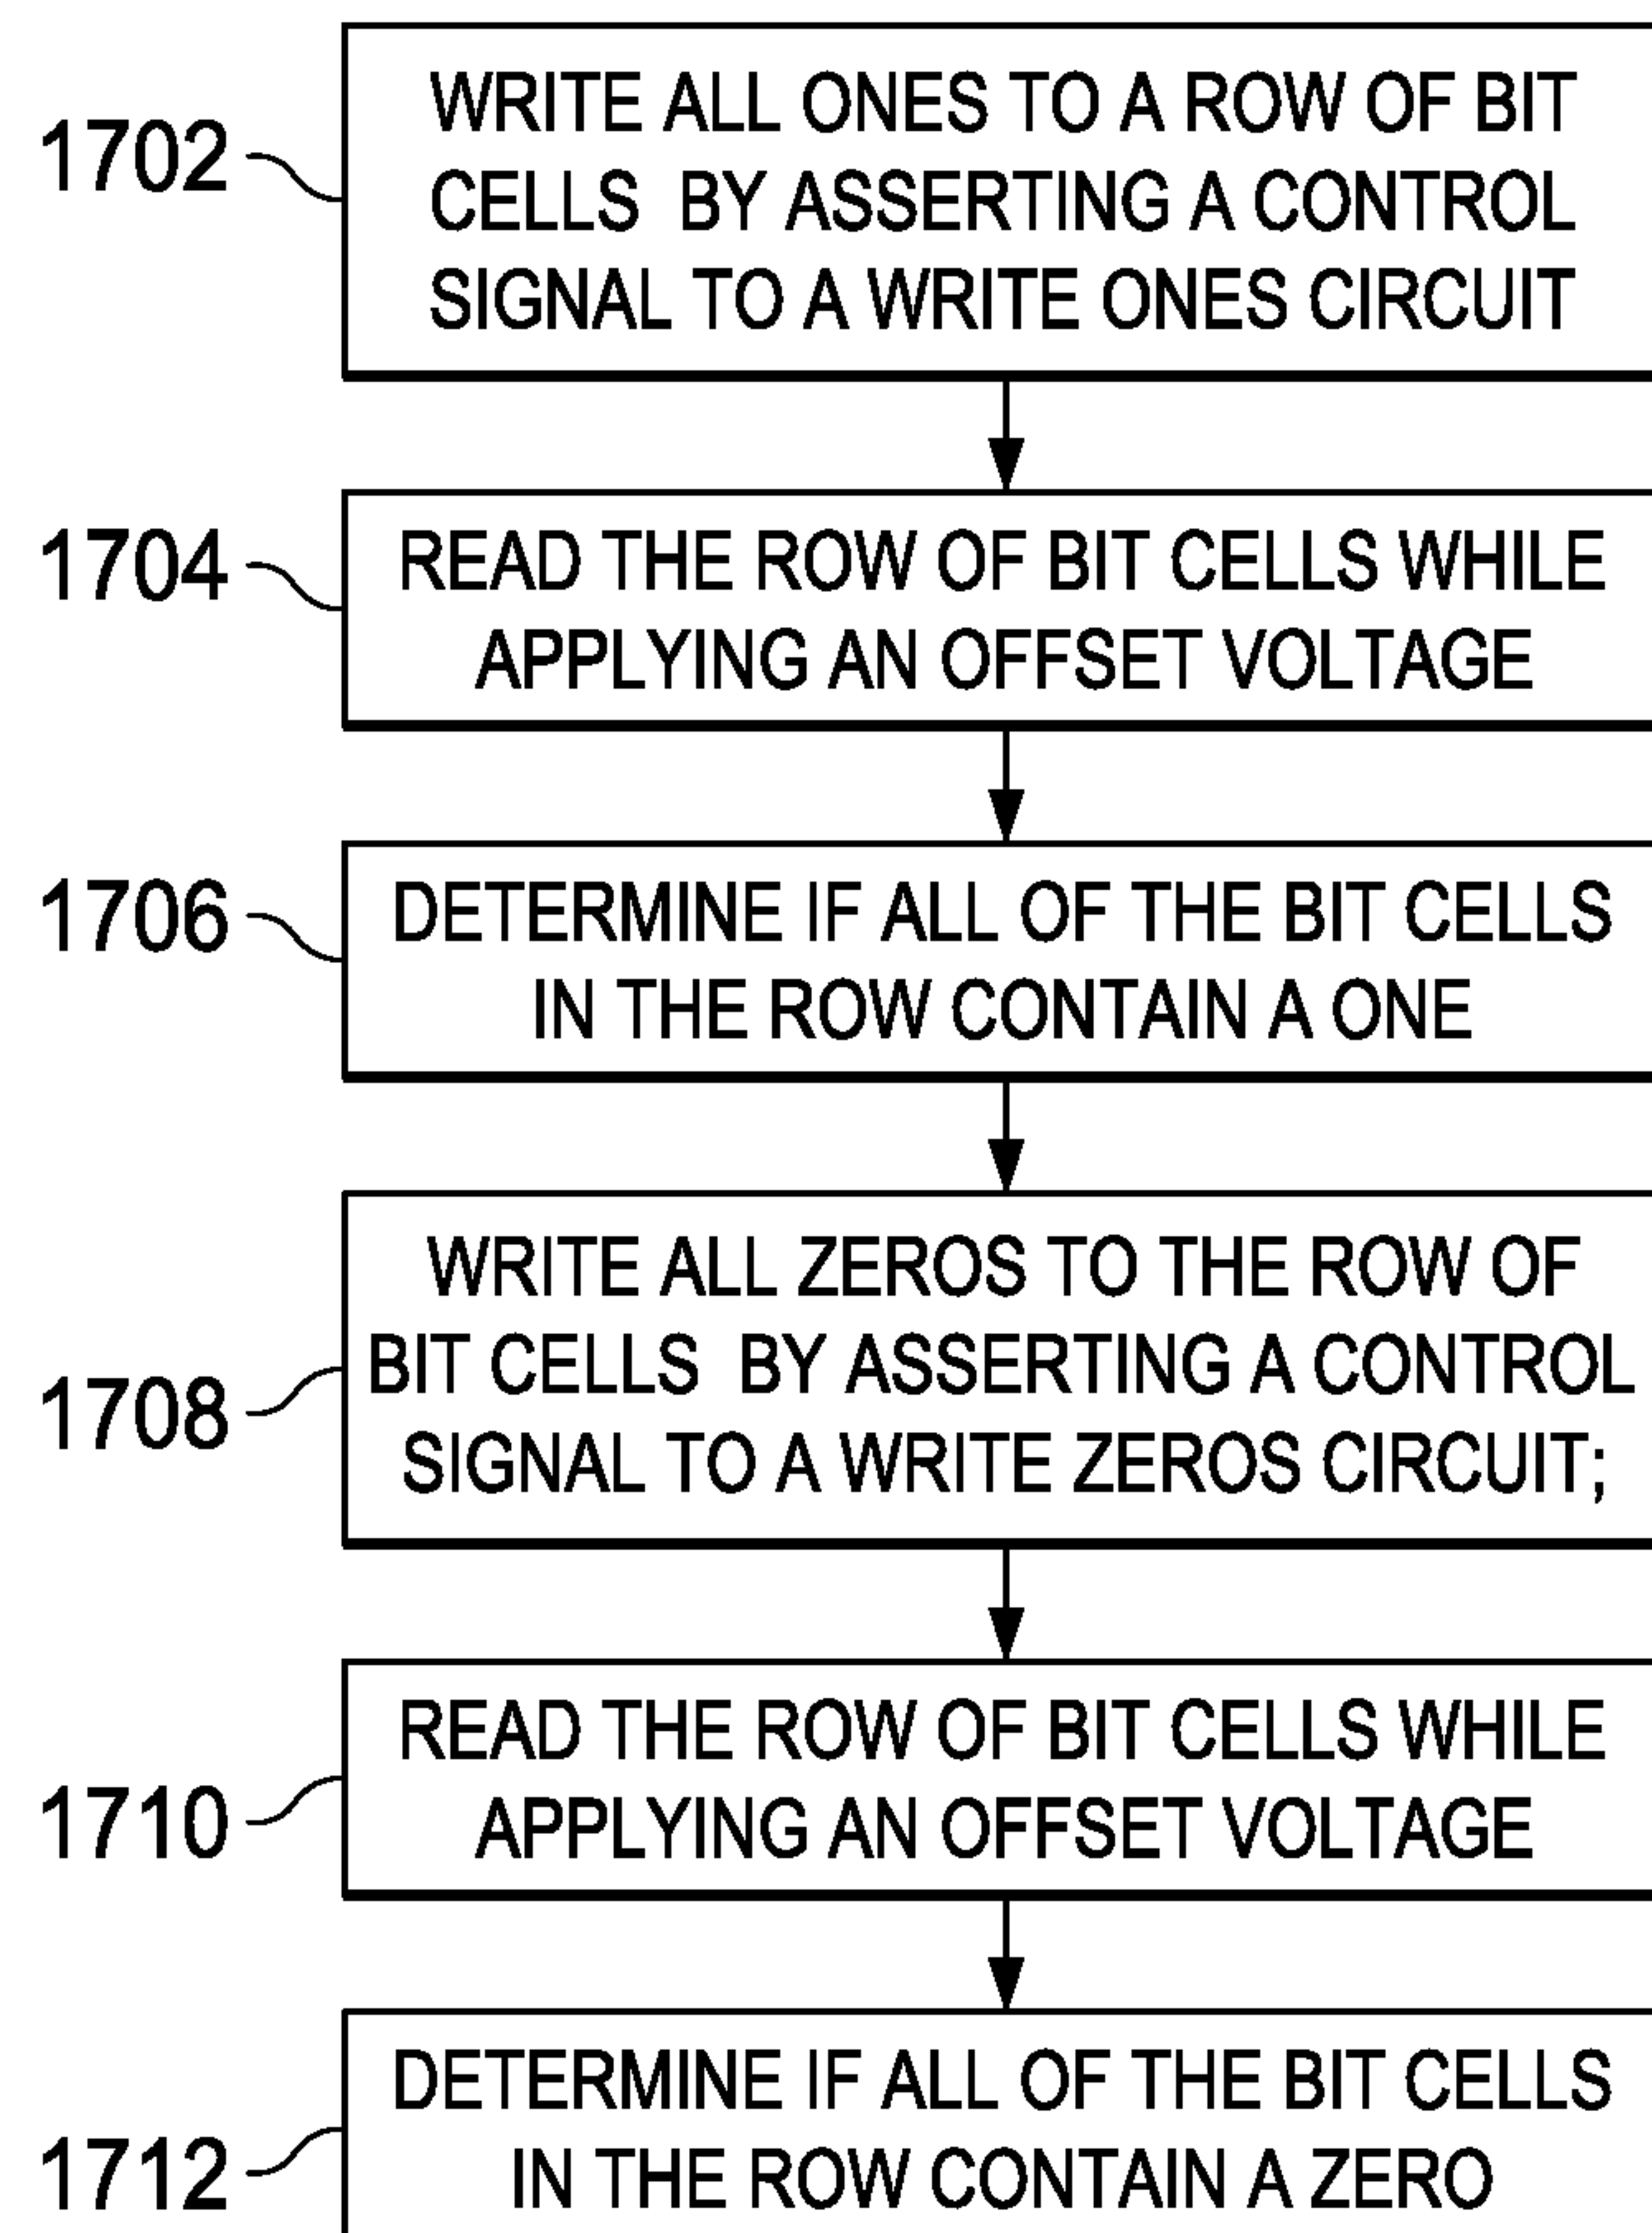 1702
WRITE ALL ONES TO A ROW OF BIT
CELLS BY ASSERTING A CONTROL
SIGNAL TO A WRITE ONES CIRCUIT
1704
READ THE ROW OF BIT CELLS WHILE
APPLYING AN OFFSET VOLTAGE
1706
DETERMINE IF ALL OF THE BIT CELLS
IN THE ROW CONTAIN A ONE
1708
WRITE ALL ZEROS TO THE ROW OF
BIT CELLS BY ASSERTING A CONTROL
SIGNAL TO A WRITE ZEROS CIRCUIT;
1710
READ THE ROW OF BIT CELLS WHILE
APPLYING AN OFFSET VOLTAGE
1712
DETERMINE IF ALL OF THE BIT CELLS
IN THE ROW CONTAIN A ZERO